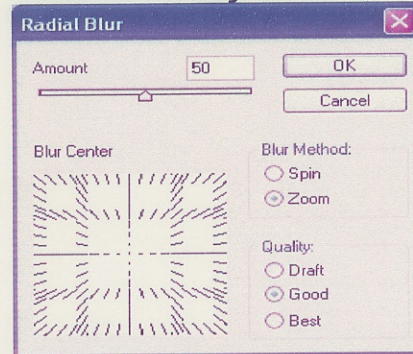 Radial Blur
Amount 50
OK
Cancel
Blur Center
Blur Method:
Spin
Zoom
Quality:
Draft
Good
Best